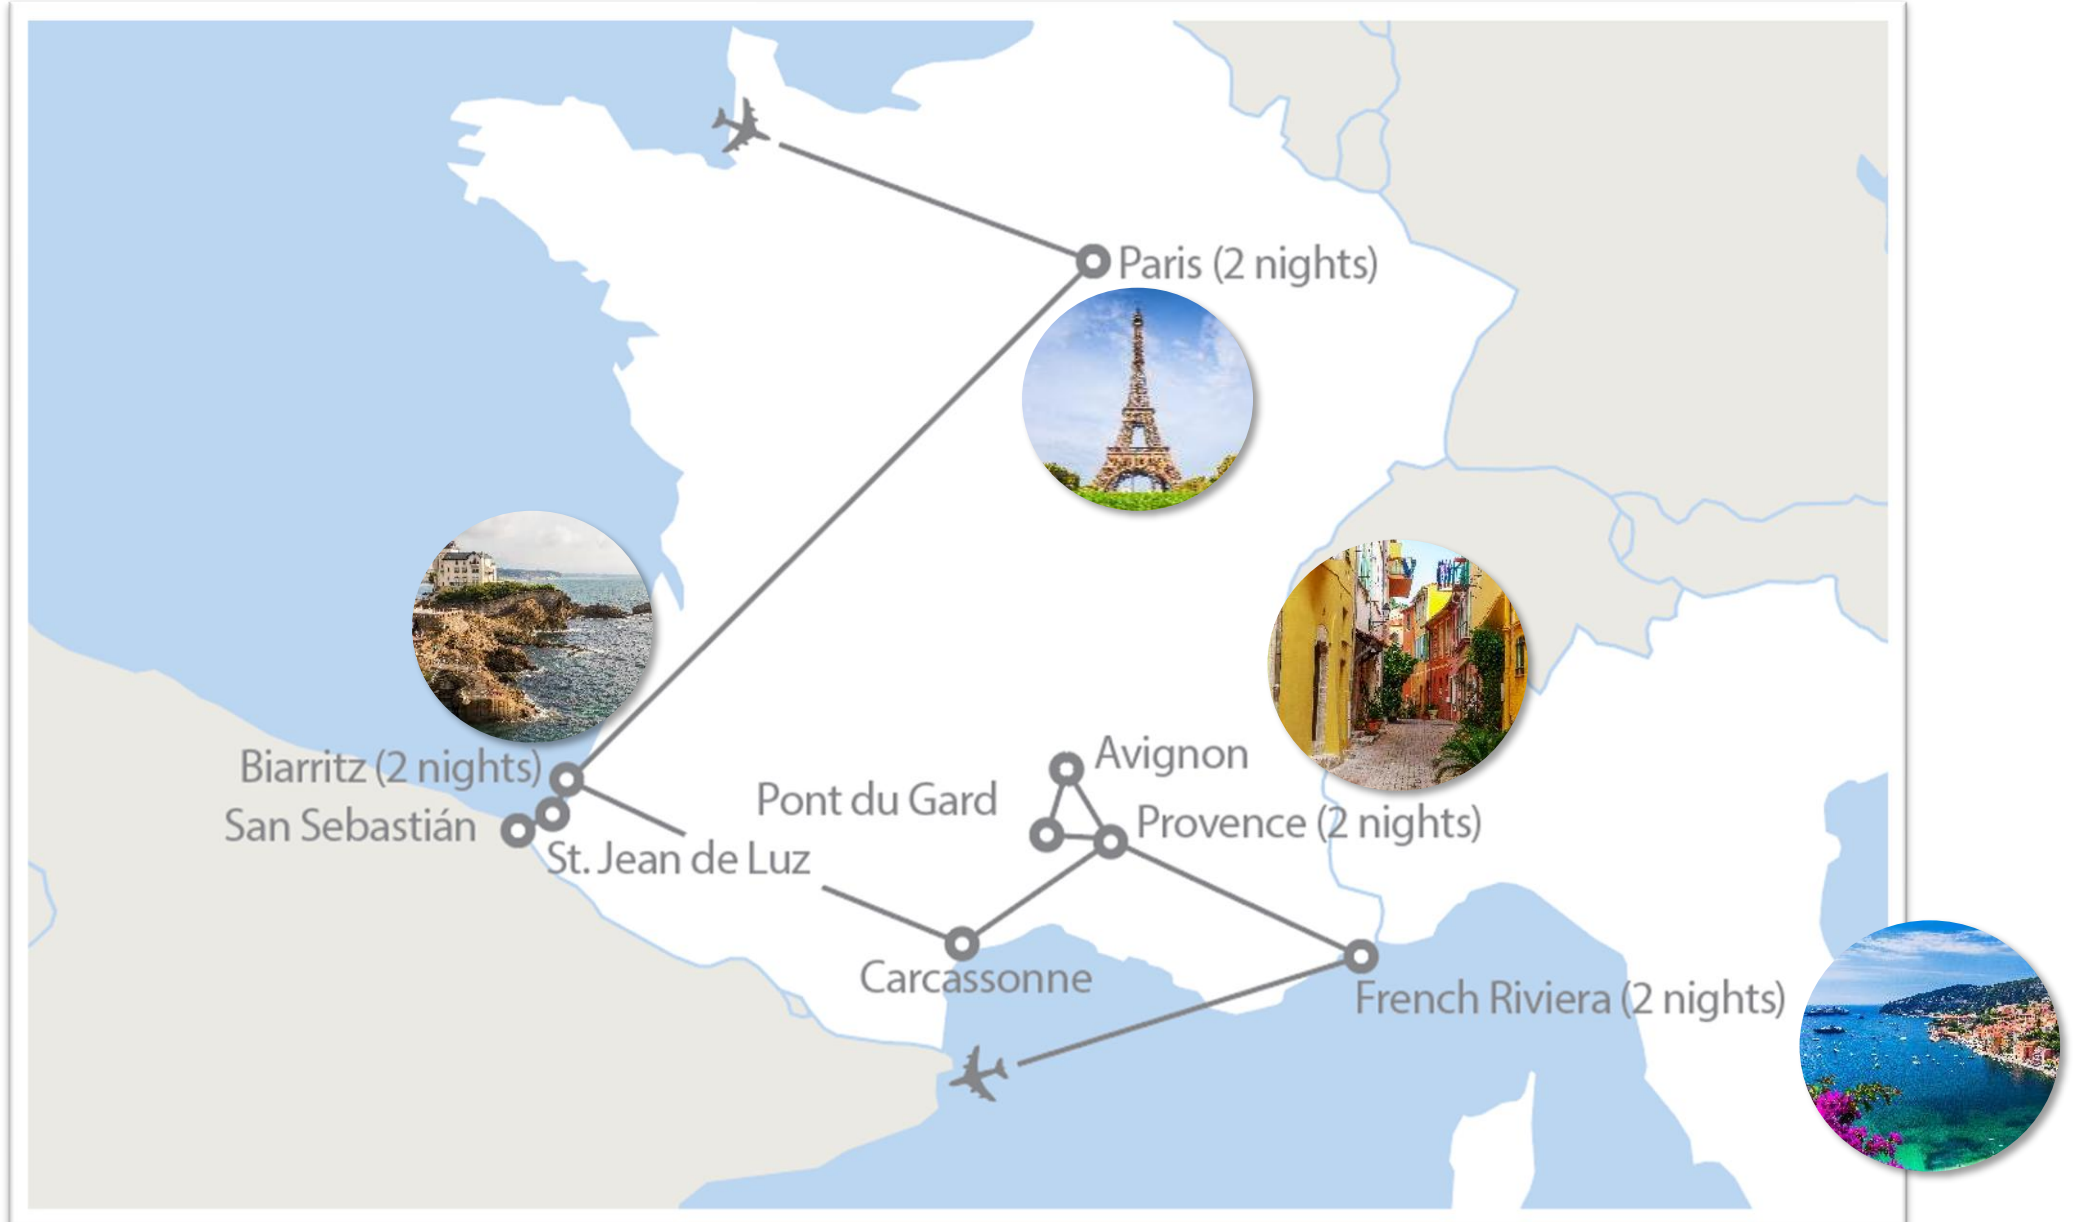 Paris (2 nights)
Biarritz (2 nights)
San Sebastián
St. Jean de Luz
Avignon
Pont du Gard
Provence (2 nights)
Carcassonne
French Riviera (2 nights)